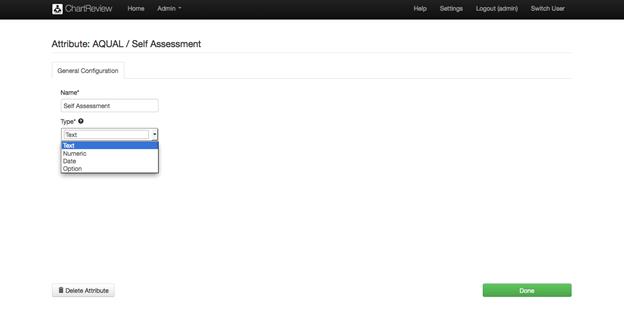 ChartReview Home Admin Help Settings Logout (admin) Switch User
Attribute: AQUAL / Self Assessment
General Configuration
Name*
Self Assessment
Type*
Text
Text
Numeric
Date
Option
Delete Attribute Done